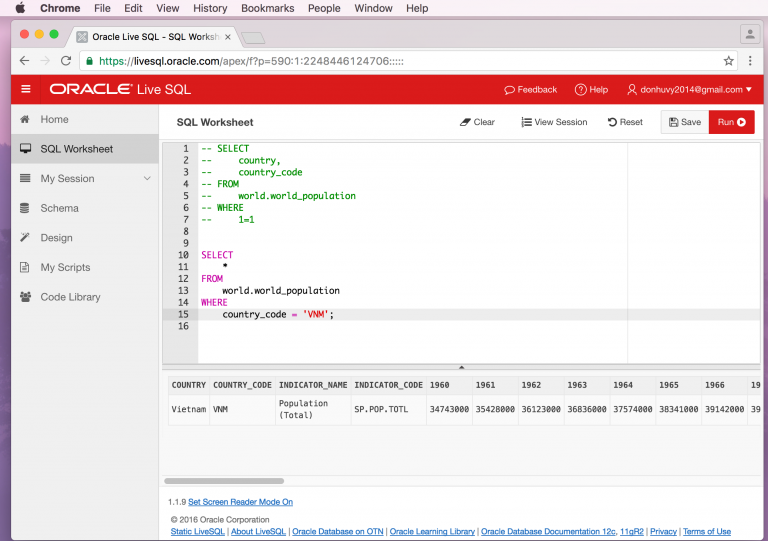 Chrome File Edit View History Bookmarks People Window Help
Oracle Live SQL - SQL Worksh
https://livesql.oracle.com/apex/f?p=590:1:2248446124706:::::
ORACLE Live SQL Feedback Help donhuvy2014@gmail.com
Home
SQL Worksheet
My Session
Schema
Design
My Scripts
Code Library
SQL Worksheet Clear View Session Reset Save Run
1 -- SELECT
2 -- country,
3 -- country_code
4 -- FROM
5 -- world.world_population
6 -- WHERE
7 -- 1=1
8
9
10 SELECT
11 *
12 FROM
13 world.world_population
14 WHERE
15 country_code = 'VNM';
16
COUNTRY COUNTRY_CODE INDICATOR_NAME INDICATOR_CODE 1960 1961 1962 1963 1964 1965 1966 19
Vietnam VNM Population (Total) SP.POP.TOTL 34743000 35428000 36123000 36836000 37574000 38341000 39142000 39
1.1.9 Set Screen Reader Mode On
© 2016 Oracle Corporation
Static LiveSQL | About LiveSQL | Oracle Database on OTN | Oracle Learning Library | Oracle Database Documentation 12c, 11gR2 | Privacy | Terms of Use